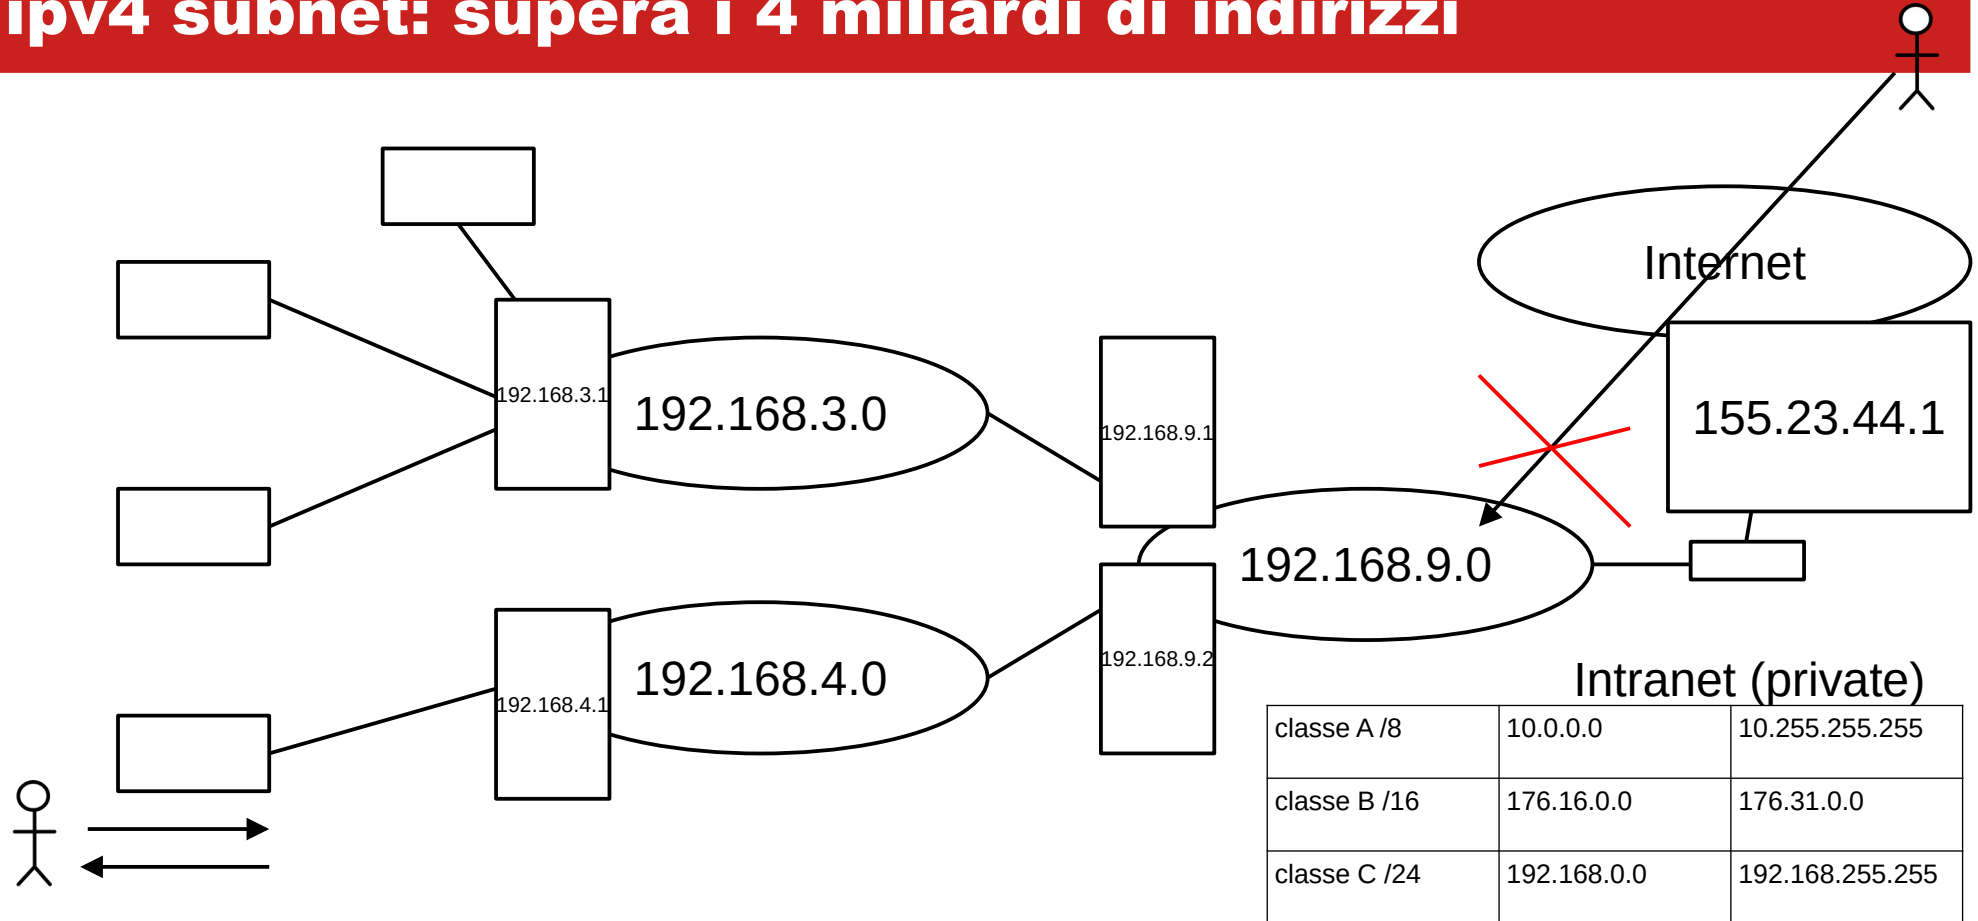 ipv4 subnet: supera i 4 miliardi di indirizzi
Internet
192.168.3.1
192.168.3.0
192.168.9.1
155.23.44.1
192.168.9.0
192.168.4.1
192.168.4.0
192.168.9.2
Intranet (private)
classe A /8 10.0.0.0 10.255.255.255
classe B /16 176.16.0.0 176.31.0.0
classe C /24 192.168.0.0 192.168.255.255